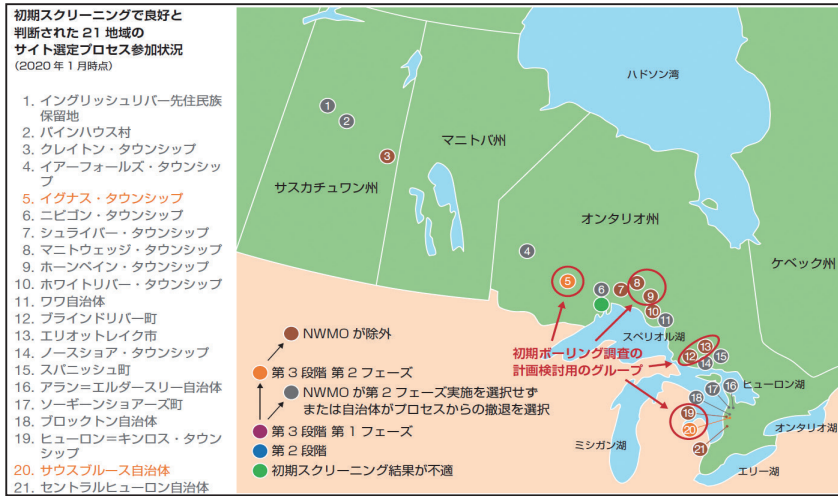 初期スクリーニングで良好と
判断された21地域の
サイト選定プロセス参加状況
(2020年1月時点)
1. イングリッシュリバー先住民族
保留地
2. パインハウス村
3. クレイトン・タウンシップ
4. イアーフォールズ・タウンシッ
プ
5. イグナス・タウンシップ
6. ニピゴン・タウンシップ
7. シュライバー・タウンシップ
8. マニトウェッジ・タウンシップ
9. ホーンペイン・タウンシップ
10. ホワイトリバー・タウンシップ
11. ワワ自治体
12. ブラインドリバー町
13. エリオットレイク市
14. ノースショア・タウンシップ
15. スパニッシュ町
16. アラン=エルダースリー自治体
17. ソーギーンショアーズ町
18. ブロックトン自治体
19. ヒューロン=キンロス・タウン
シップ
20. サウスブルース自治体
21. セントラルヒューロン自治体
ハドソン湾
1
2
3
マニトバ州
サスカチュワン州
オンタリオ州
ケベック州
4
5
6
7
8
9
10
11
スペリオル湖
12
13
14
15
16
17
18
19
20
21
ヒューロン湖
オンタリオ湖
ミシガン湖
エリー湖
初期ボーリング調査の
計画検討用のグループ
NWMOが除外
第3段階 第2フェーズ
NWMOが第2フェーズ実施を選択せず
または自治体がプロセスからの撤退を選択
第3段階 第1フェーズ
第2段階
初期スクリーニング結果が不適